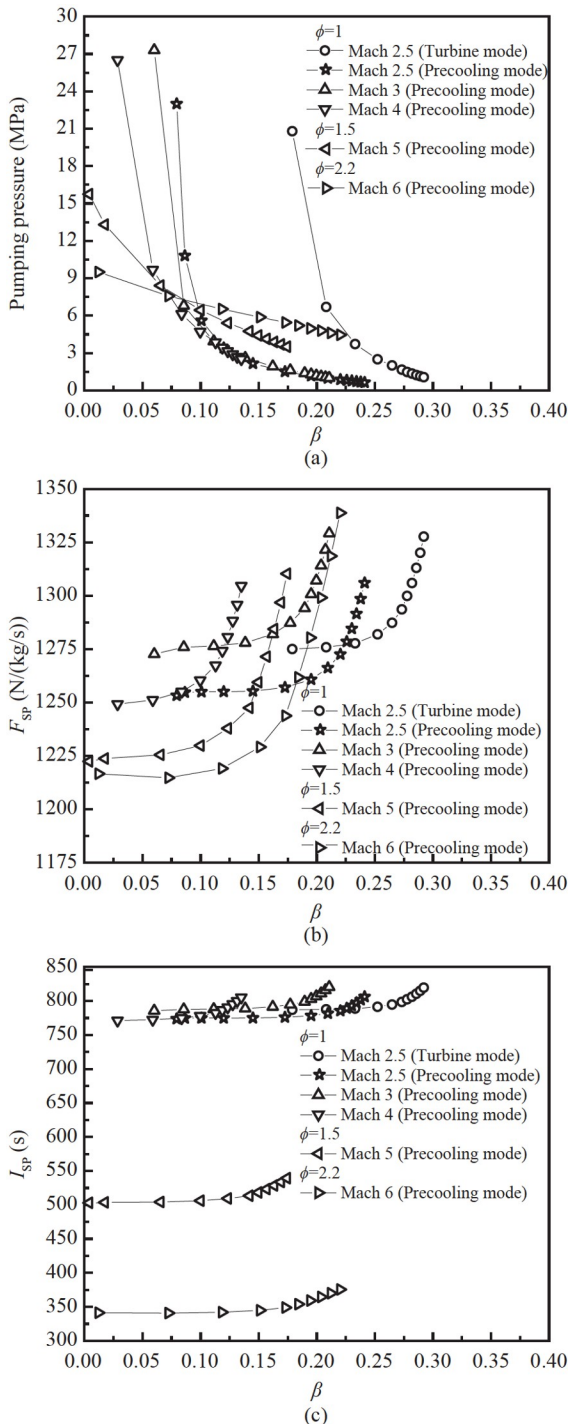 30
27
24
21
18
15
12
9
6
3
0
Pumping pressure (MPa)
ϕ=1
Mach 2.5 (Turbine mode)
Mach 2.5 (Precooling mode)
Mach 3 (Precooling mode)
Mach 4 (Precooling mode)
ϕ=1.5
Mach 5 (Precooling mode)
ϕ=2.2
Mach 6 (Precooling mode)
0.00 0.05 0.10 0.15 0.20 0.25 0.30 0.35 0.40
β
(a)
1350
1325
1300
1275
1250
1225
1200
1175
F_SP (N/(kg/s))
ϕ=1
Mach 2.5 (Turbine mode)
Mach 2.5 (Precooling mode)
Mach 3 (Precooling mode)
Mach 4 (Precooling mode)
ϕ=1.5
Mach 5 (Precooling mode)
ϕ=2.2
Mach 6 (Precooling mode)
0.00 0.05 0.10 0.15 0.20 0.25 0.30 0.35 0.40
β
(b)
850
800
750
700
650
600
550
500
450
400
350
300
I_SP (s)
ϕ=1
Mach 2.5 (Turbine mode)
Mach 2.5 (Precooling mode)
Mach 3 (Precooling mode)
Mach 4 (Precooling mode)
ϕ=1.5
Mach 5 (Precooling mode)
ϕ=2.2
Mach 6 (Precooling mode)
0.00 0.05 0.10 0.15 0.20 0.25 0.30 0.35 0.40
β
(c)